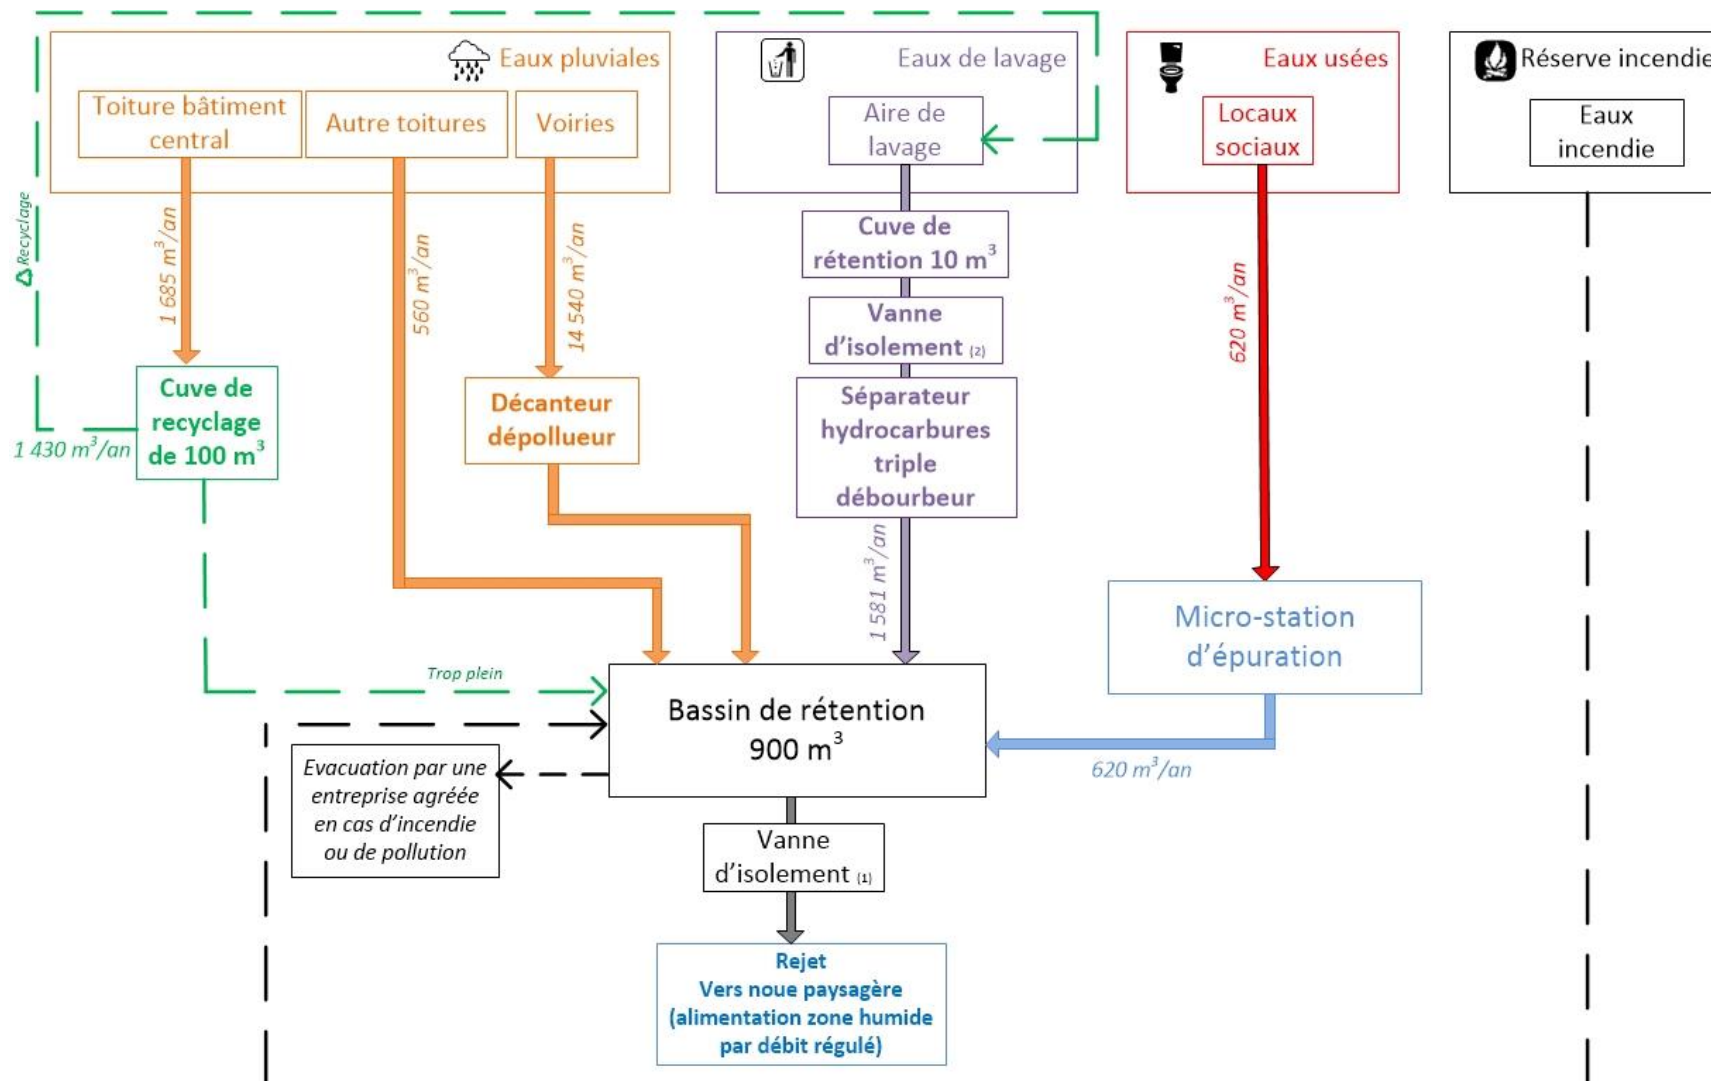 Eaux pluviales
Toiture bâtiment
central
Autre toitures
Voiries
Eaux de lavage
Aire de
lavage
Eaux usées
Locaux
sociaux
Réserve incendie
Eaux
incendie
Recyclage
1 685 m³/an
560 m³/an
14 540 m³/an
Cuve de
rétention 10 m³
Vanne
d’isolement (2)
Séparateur
hydrocarbures
triple
débourbeur
620 m³/an
Cuve de
recyclage
de 100 m³
1 430 m³/an
Décanteur
dépollueur
1 581 m³/an
Micro-station
d’épuration
Trop plein
Bassin de rétention
900 m³
620 m³/an
Evacuation par une
entreprise agréée
en cas d’incendie
ou de pollution
Vanne
d’isolement (1)
Rejet
Vers noue paysagère
(alimentation zone humide
par débit régulé)